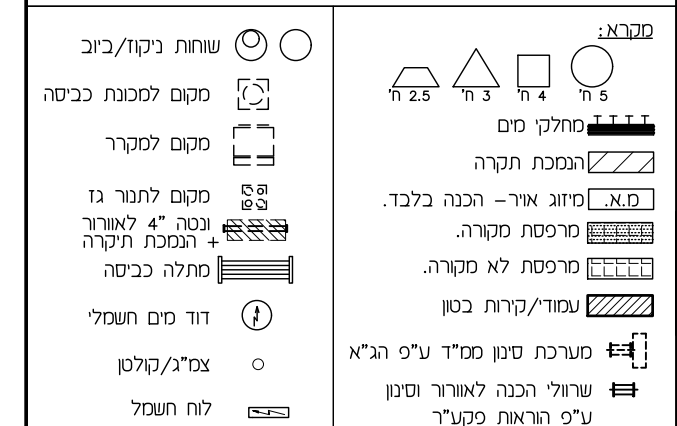 מקרא:
5 ח'
4 ח'
3 ח'
2.5 ח'
מחלקי מים
הנמכת תקרה
מ.א.
מיזוג אויר– הכנה בלבד.
מרפסת מקורה.
מרפסת לא מקורה.
עמודי/קירות בטון
מערכת סינון ממ"ד ע"פ הג"א
שרוולי הכנה לאוורור וסינון
ע"פ הוראות פקע"ר
שוחות ניקוז/ביוב
מקום למכונת כביסה
מקום למקרר
מקום לתנור גז
ונטה "4 לאוורור
+ הנמכת תיקרה
מתלה כביסה
דוד מים חשמלי
צמ"ג/קולטן
לוח חשמל